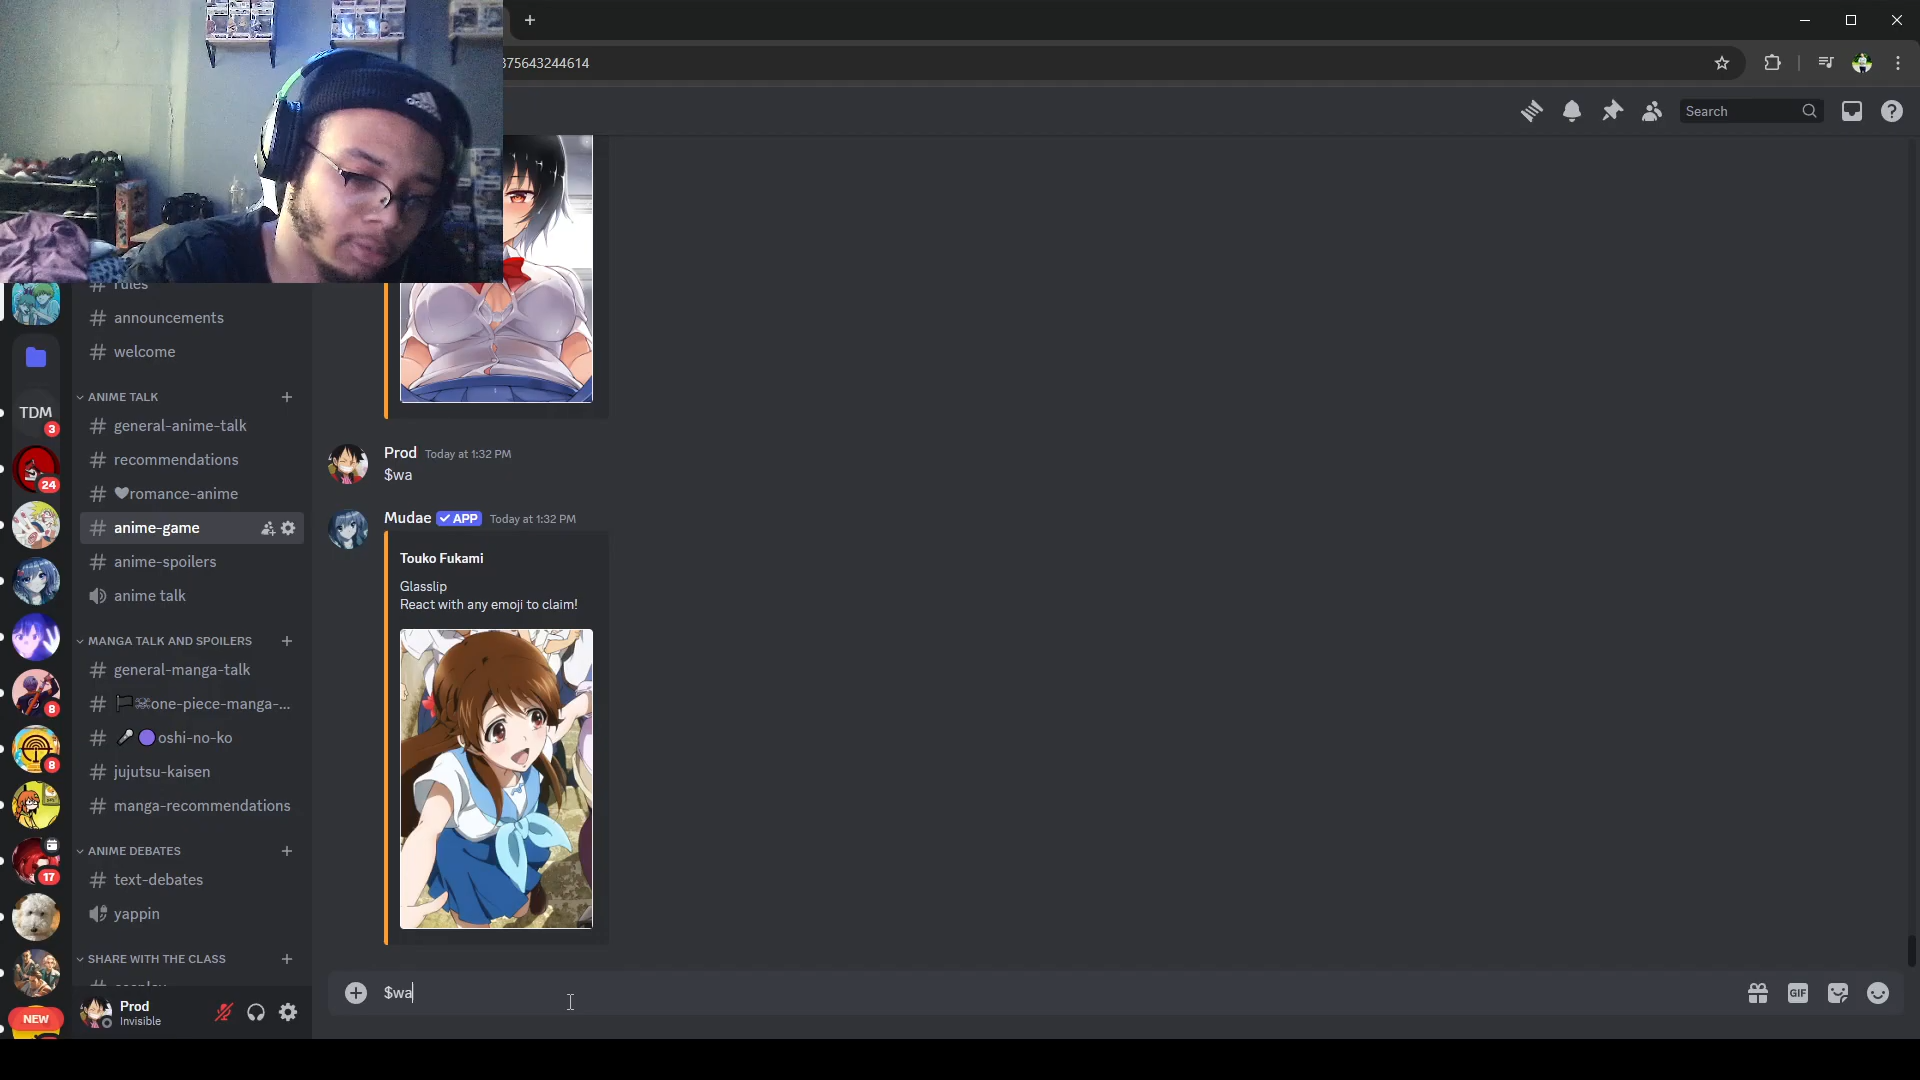 375643244614
Search
rules
announcements
welcome
ANIME TALK
general-anime-talk
recommendations
🖤romance-anime
anime-game
anime-spoilers
anime talk
MANGA TALK AND SPOILERS
general-manga-talk
🏴☠one-piece-manga-...
🎤🟣oshi-no-ko
jujutsu-kaisen
manga-recommendations
ANIME DEBATES
text-debates
yappin
SHARE WITH THE CLASS
cosplay
TDM
3
24
8
8
17
NEW
Prod
Invisible
Prod Today at 1:32 PM
$wa
Mudae ✓ APP Today at 1:32 PM
Touko Fukami
Glasslip
React with any emoji to claim!
$wa
GIF